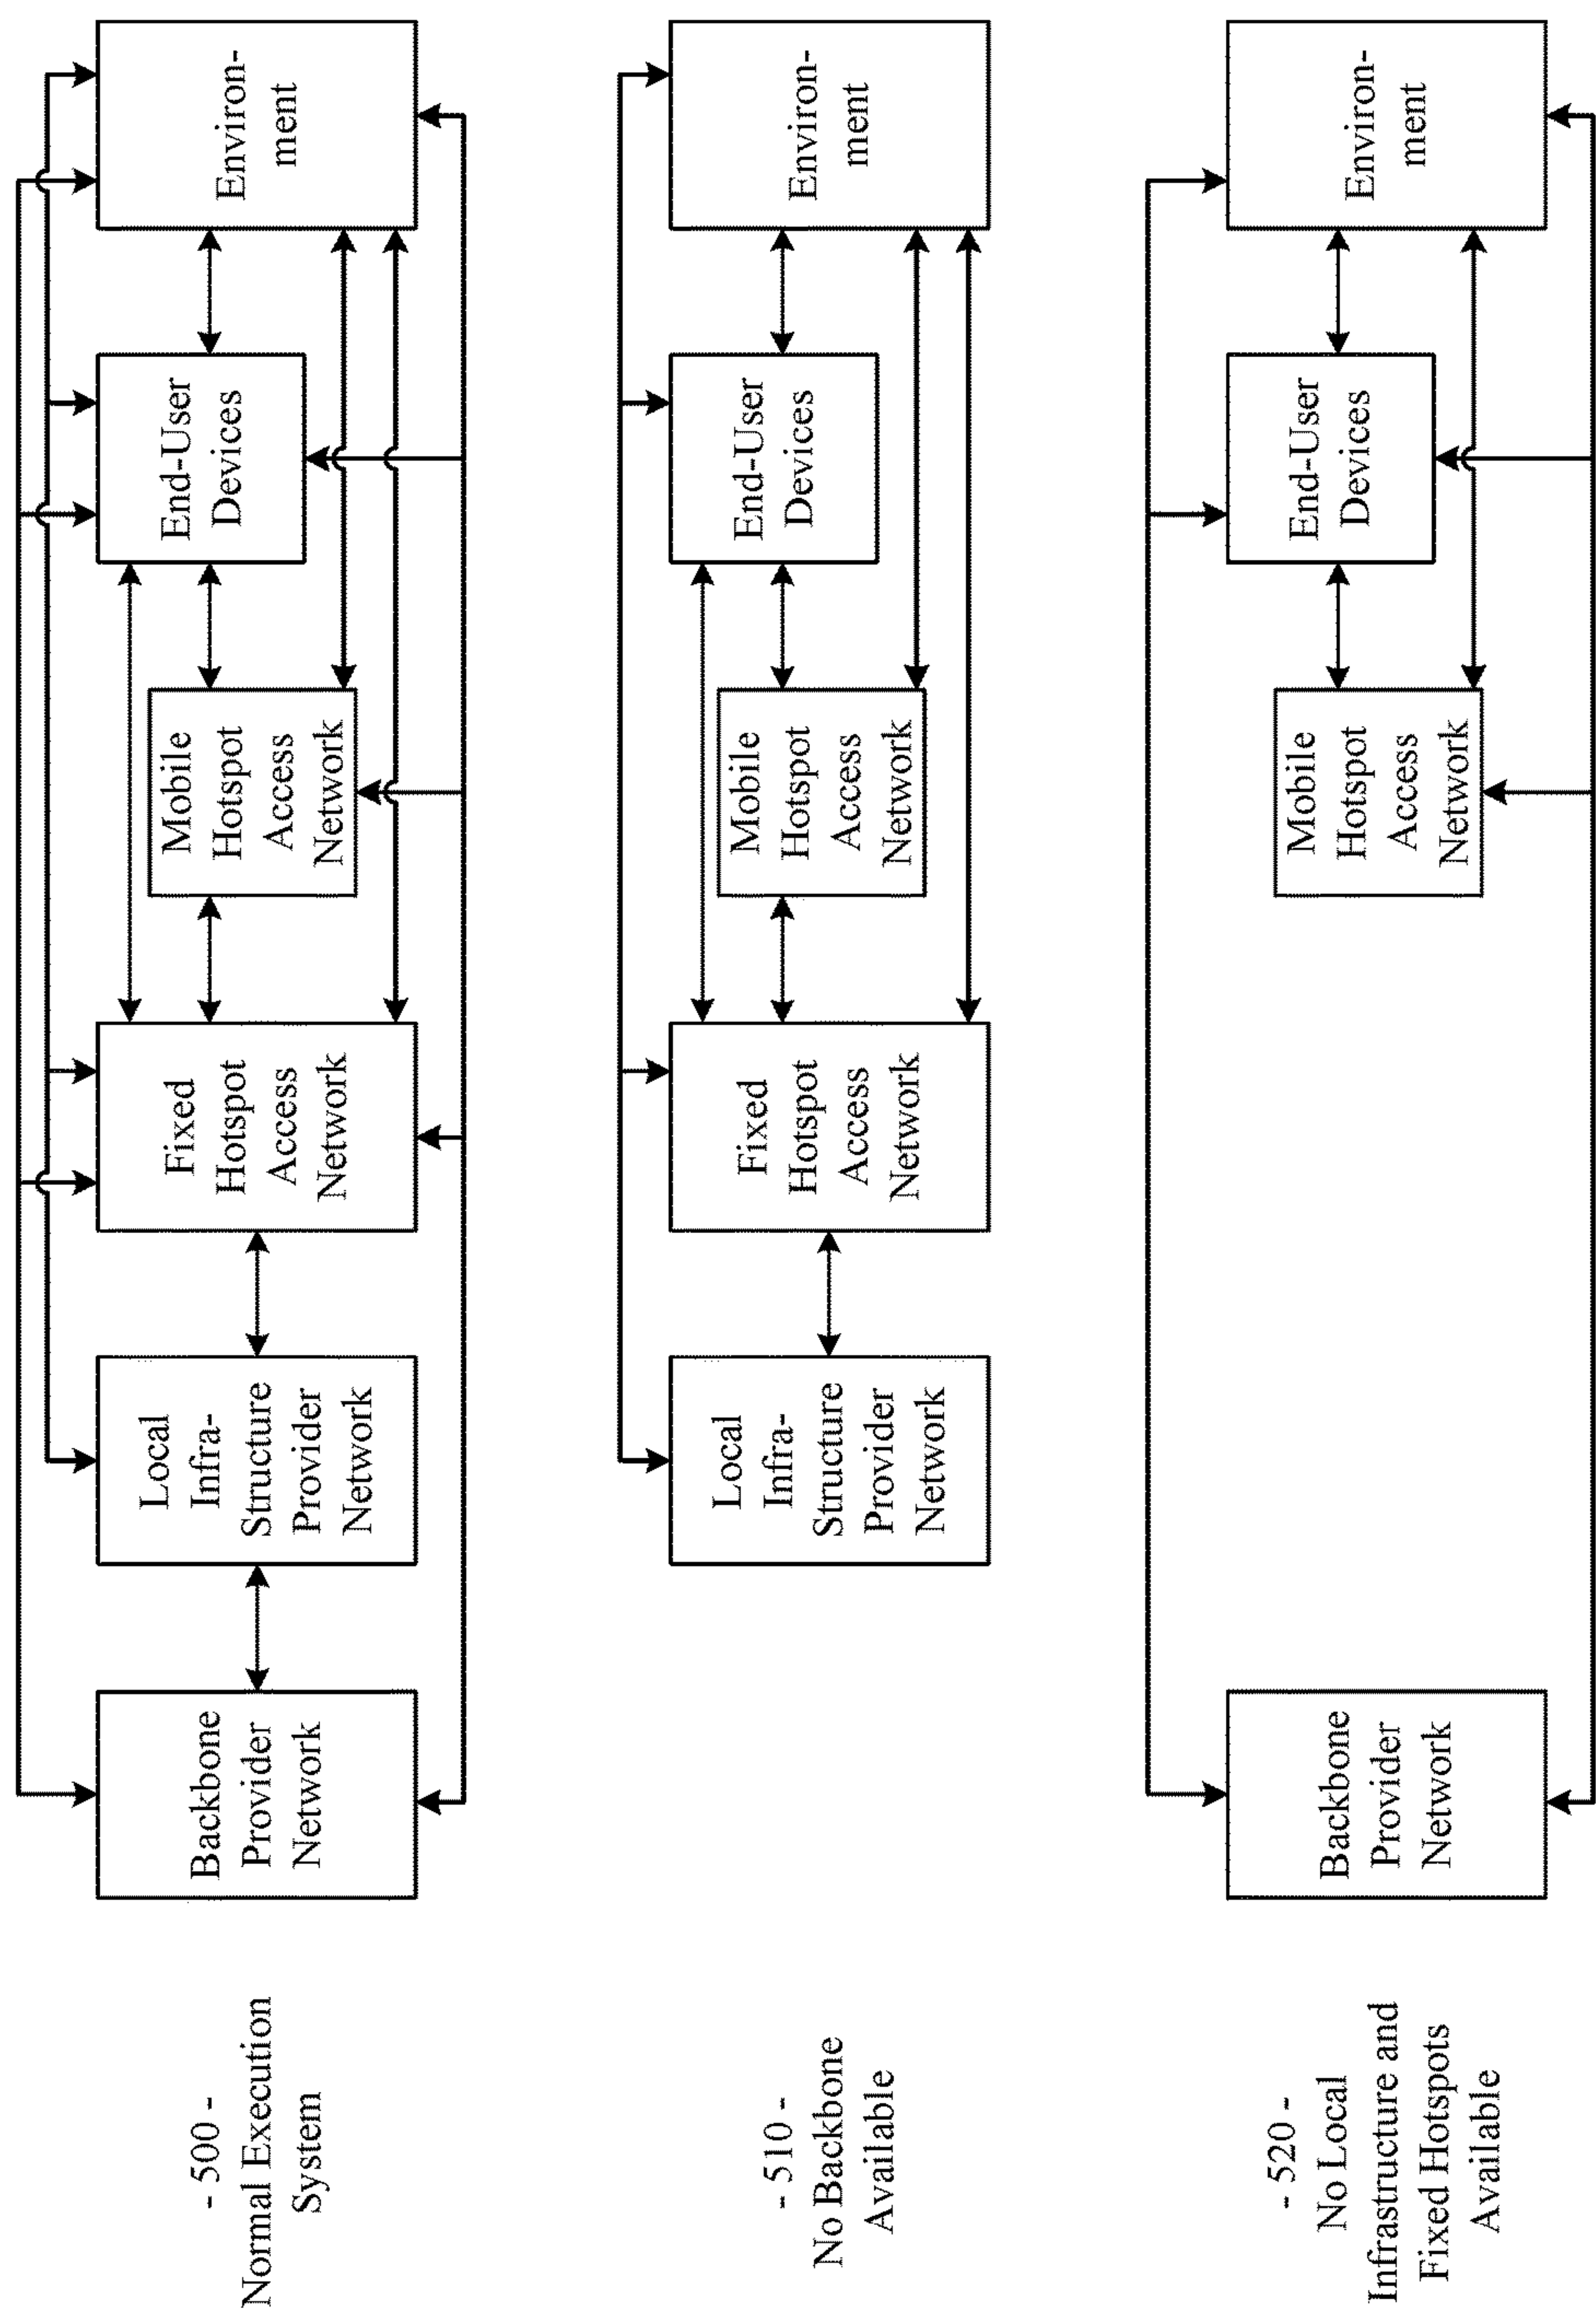 - 500 -
Normal Execution
System
Backbone
Provider
Network
Local
Infra-
Structure
Provider
Network
Fixed
Hotspot
Access
Network
Mobile
Hotspot
Access
Network
End-User
Devices
Environ-
ment
- 510 -
No Backbone
Available
Local
Infra-
Structure
Provider
Network
Fixed
Hotspot
Access
Network
Mobile
Hotspot
Access
Network
End-User
Devices
Environ-
ment
- 520 -
No Local
Infrastructure and
Fixed Hotspots
Available
Backbone
Provider
Network
Mobile
Hotspot
Access
Network
End-User
Devices
Environ-
ment